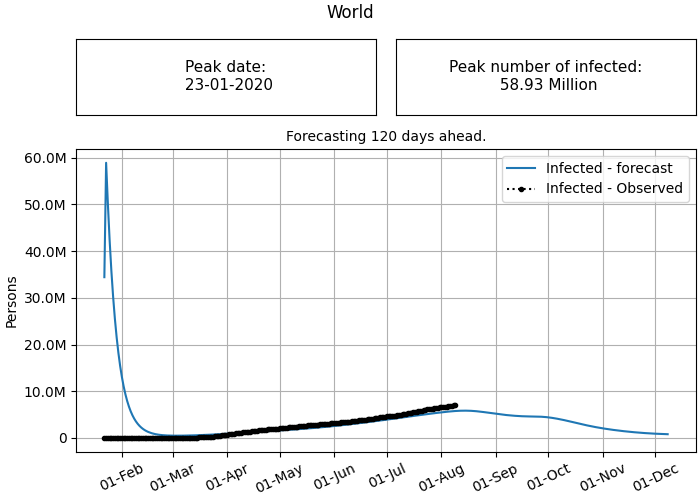 World
Peak date:
23-01-2020
Peak number of infected:
58.93 Million
Forecasting 120 days ahead.
60.0M
50.0M
40.0M
30.0M
20.0M
10.0M
0
Persons
Infected - forecast
Infected - Observed
01-Feb
01-Mar
01-Apr
01-May
01-Jun
01-Jul
01-Aug
01-Sep
01-Oct
01-Nov
01-Dec